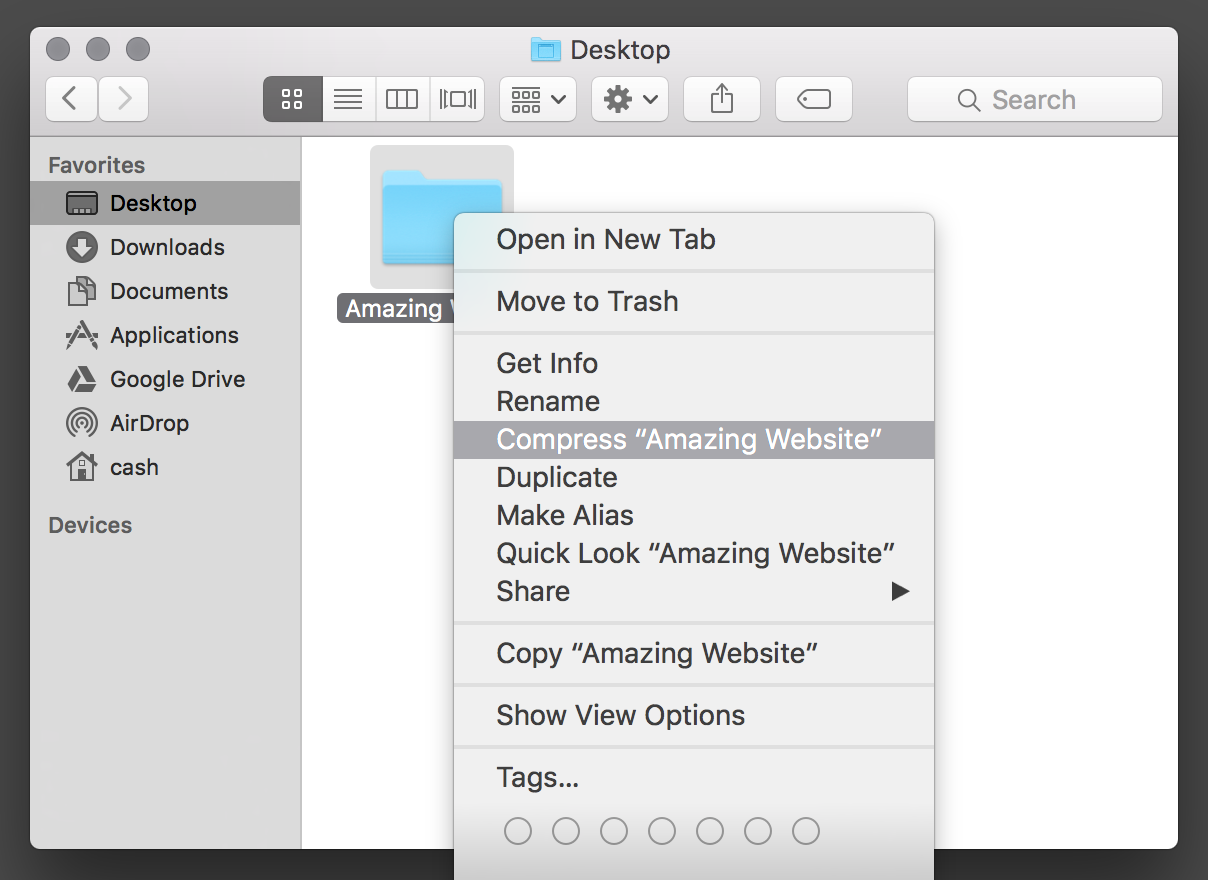 Desktop
Search
Favorites
Desktop
Downloads
Documents
Applications
Google Drive
AirDrop
cash
Devices
Amazing
Open in New Tab
Move to Trash
Get Info
Rename
Compress “Amazing Website”
Duplicate
Make Alias
Quick Look “Amazing Website”
Share
Copy “Amazing Website”
Show View Options
Tags...